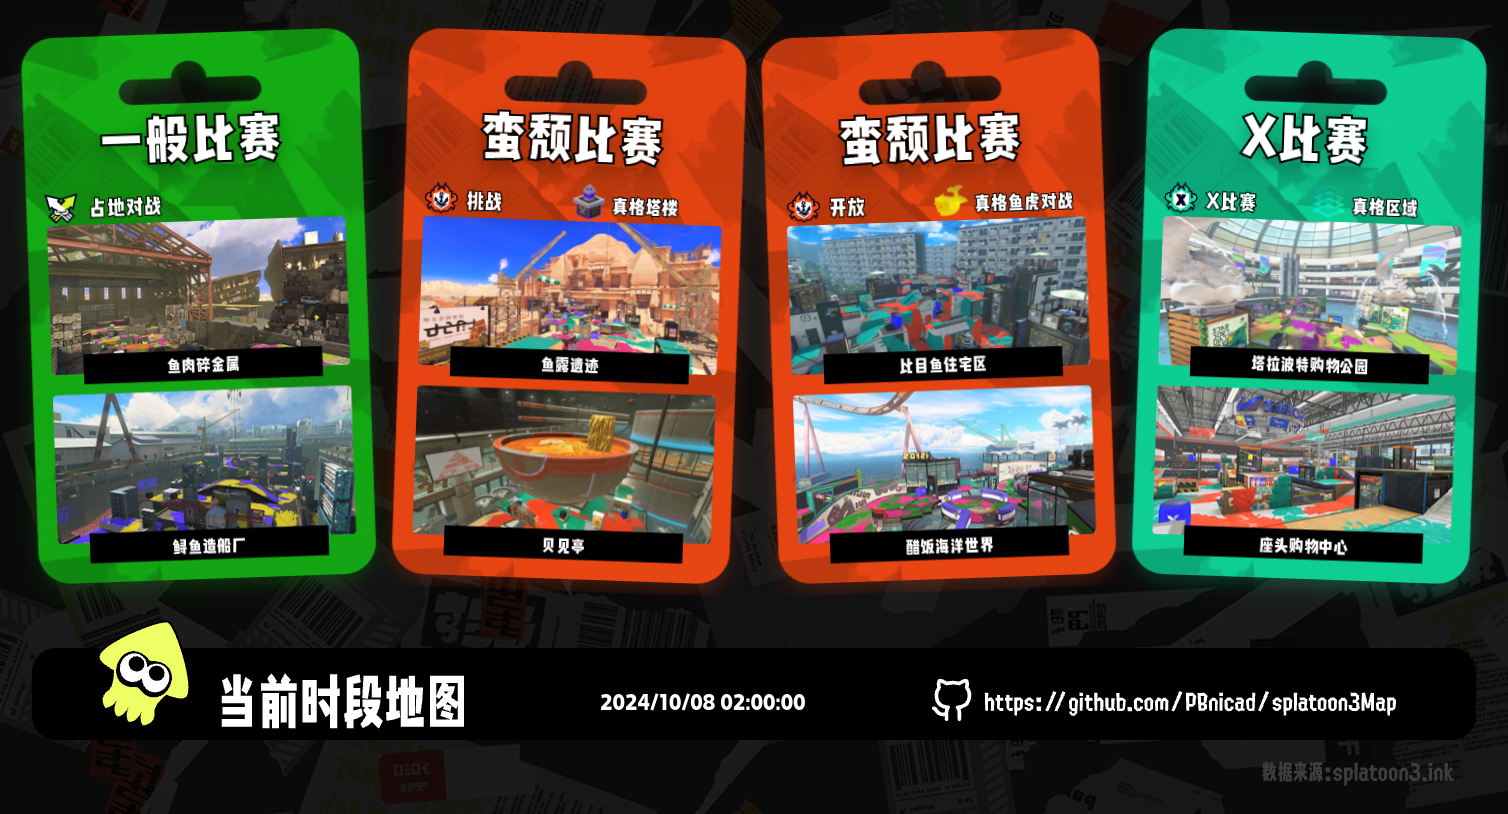 一般比赛
占地对战
鱼肉碎金属
鲟鱼造船厂
蛮颓比赛
挑战
真格塔楼
鱼露遗迹
贝见亭
蛮颓比赛
开放
真格鱼虎对战
比目鱼住宅区
醋饭海洋世界
X比赛
X比赛
真格区域
塔拉波特购物公园
座头购物中心
当前时段地图
2024/10/08 02:00:00
https://github.com/PBnicad/splatoon3Map
数据来源:splatoon3.ink